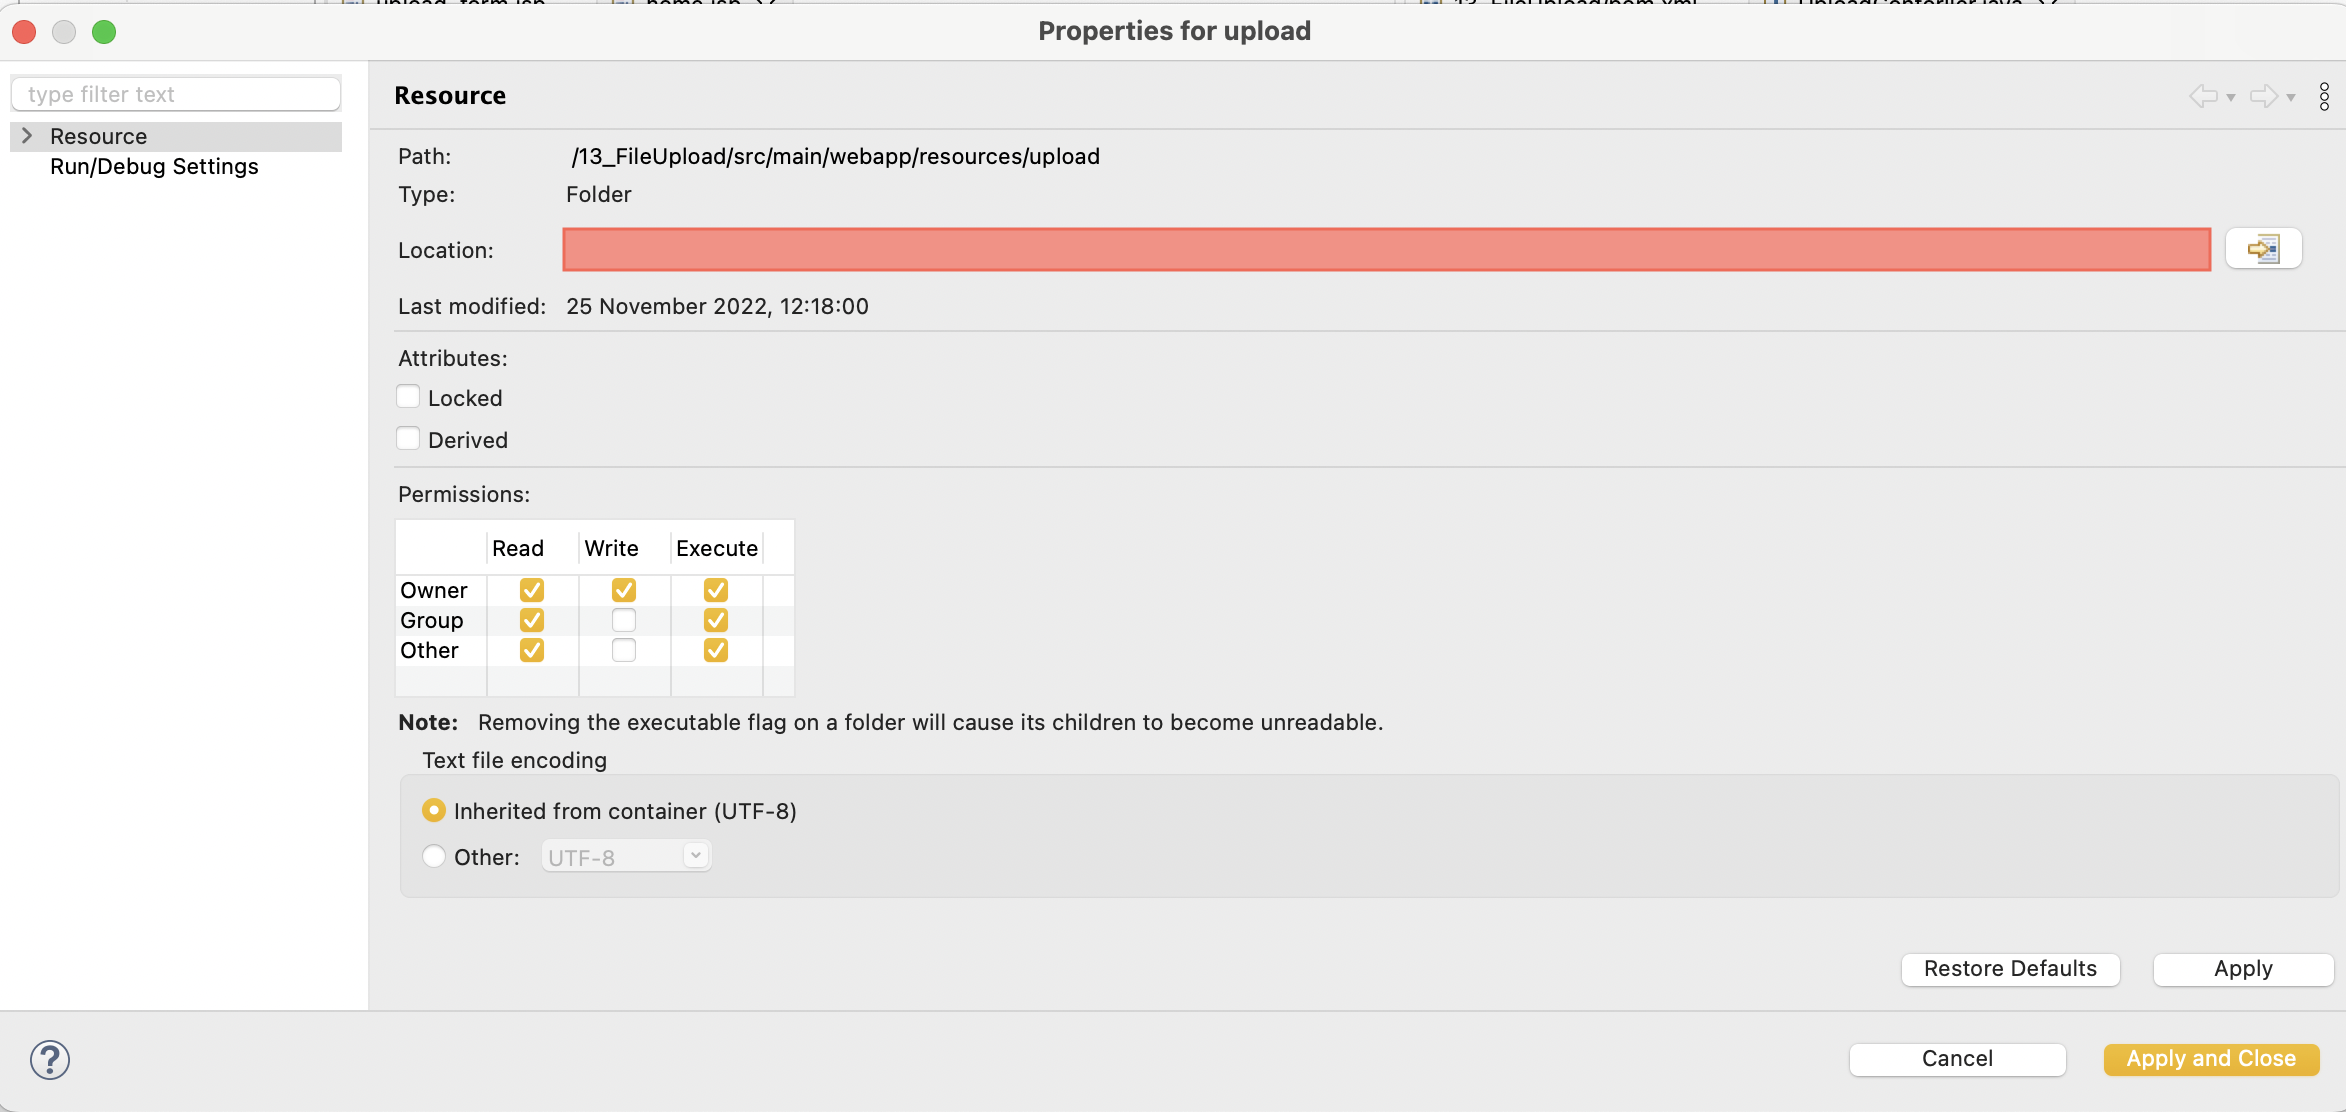 Properties for upload
type filter text
Resource
Run/Debug Settings
Resource
Path: /13_FileUpload/src/main/webapp/resources/upload
Type: Folder
Location:
Last modified: 25 November 2022, 12:18:00
Attributes:
Locked
Derived
Permissions:
Read Write Execute
Owner
Group
Other
Note: Removing the executable flag on a folder will cause its children to become unreadable.
Text file encoding
Inherited from container (UTF-8)
Other: UTF-8
Restore Defaults Apply
? Cancel Apply and Close